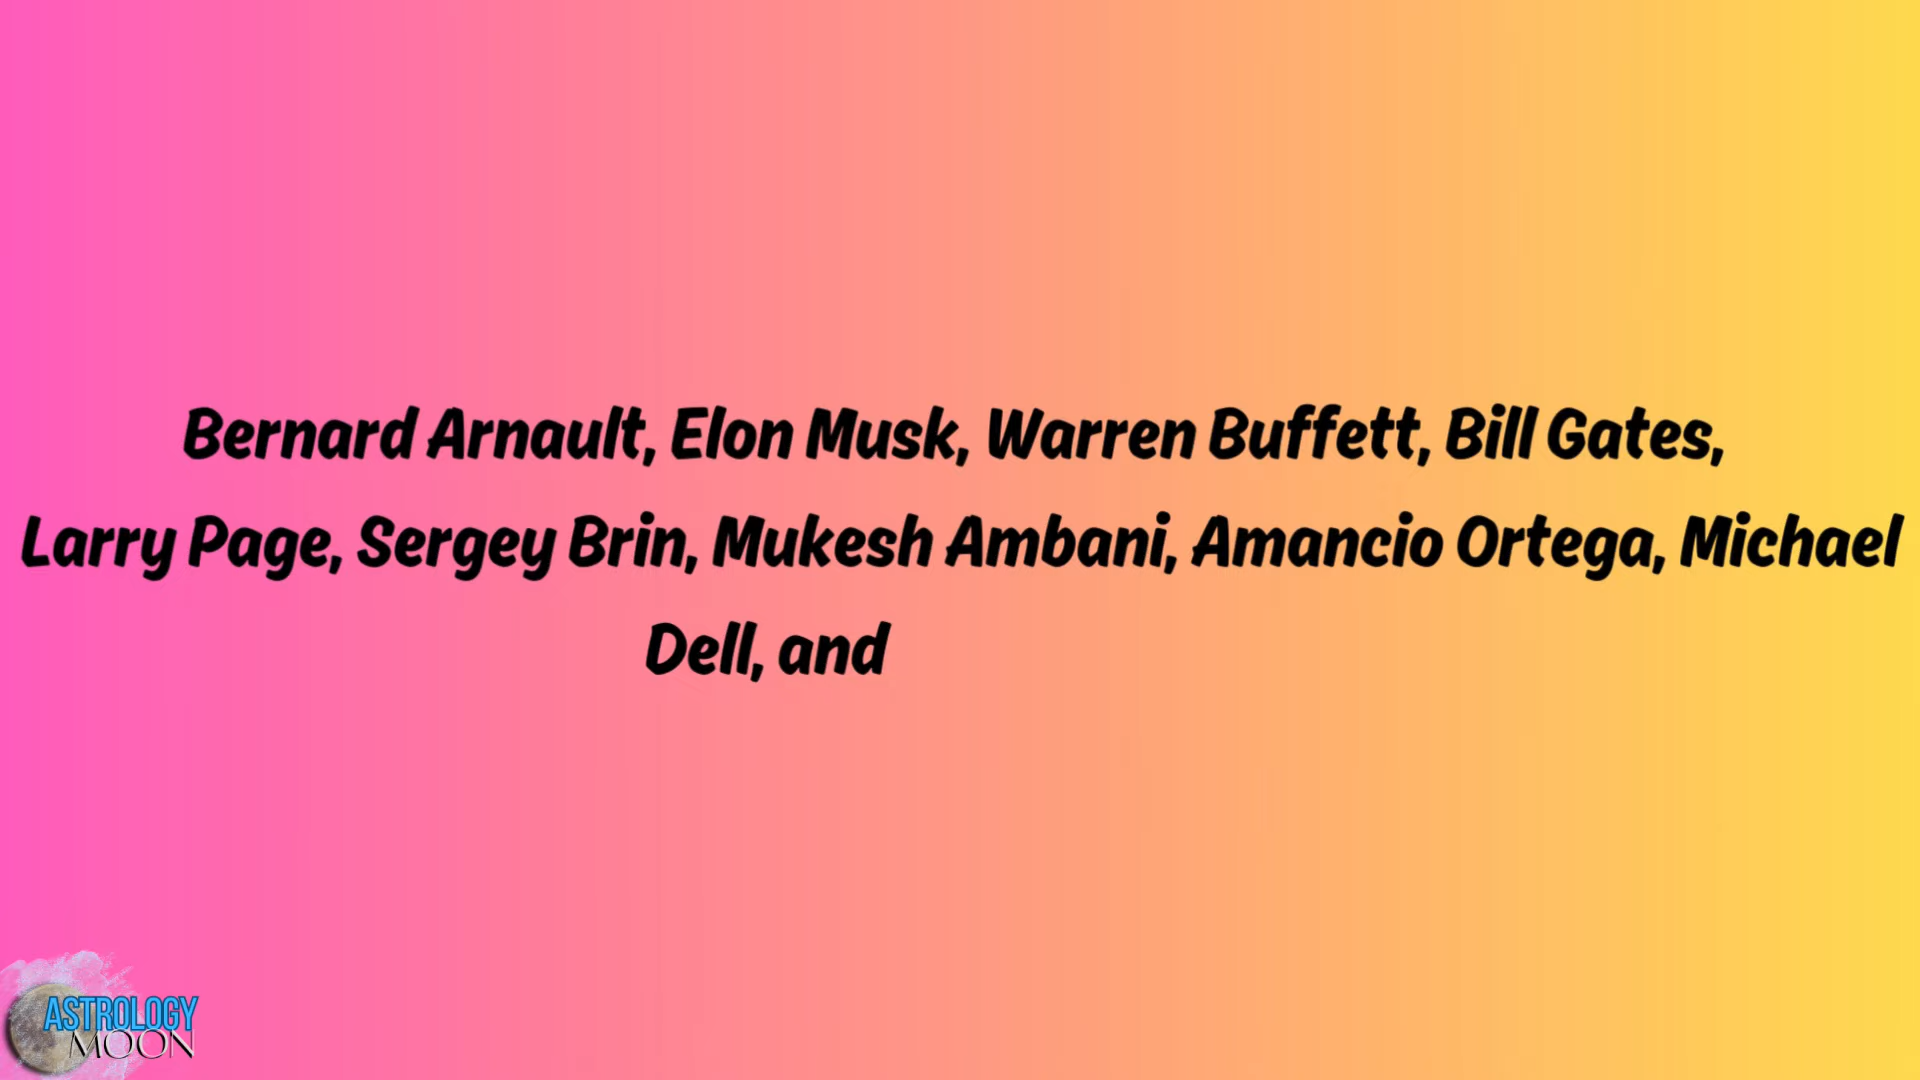 Bernard Arnault, Elon Musk, Warren Buffett, Bill Gates,
Larry Page, Sergey Brin, Mukesh Ambani, Amancio Ortega, Michael
Dell, and
ASTROLOGY
MOON